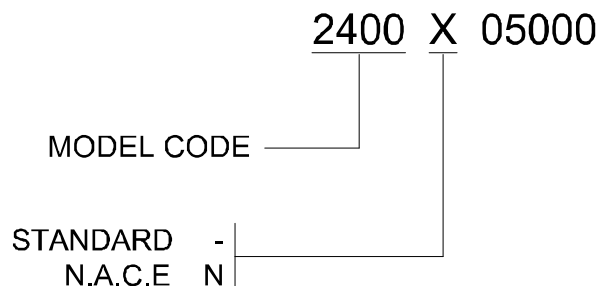 2400 X 05000
MODEL CODE
STANDARD -
N.A.C.E N